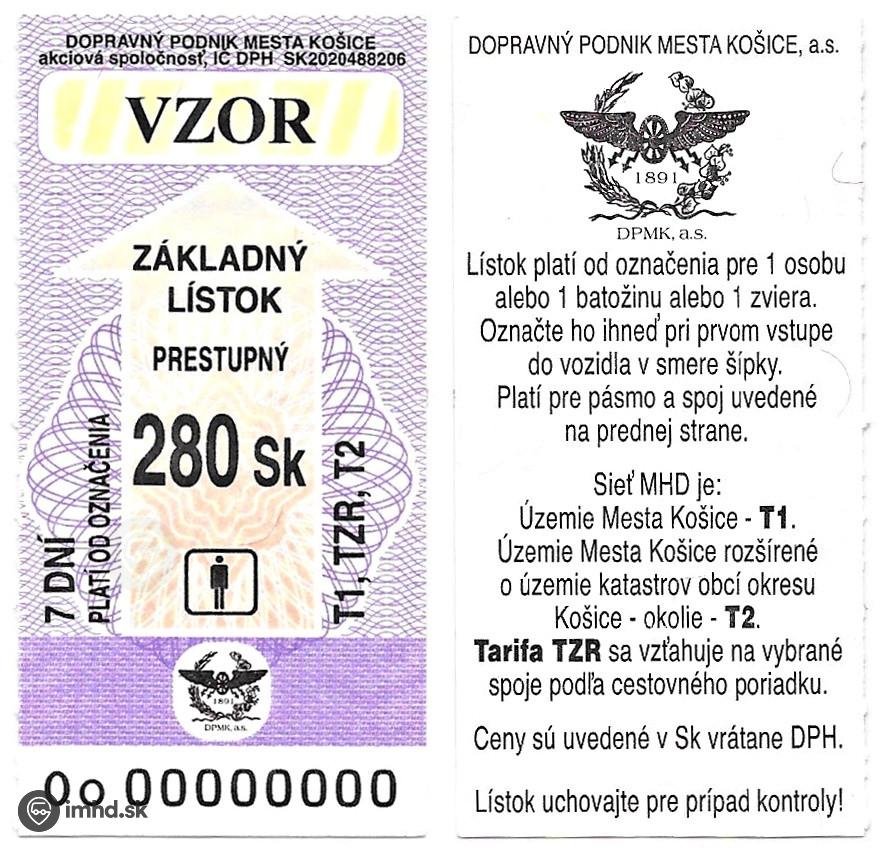 DOPRAVNÝ PODNIK MESTA KOŠICE
akciová spoločnosť, IČ DPH SK2020488206
VZOR
ZÁKLADNÝ
LÍSTOK
PRESTUPNÝ
280 Sk
7 DNÍ
PLATÍ OD OZNAČENIA
T1, TZR, T2
1891
DPMK, a.s.
Oo 00000000
imhd.sk
DOPRAVNÝ PODNIK MESTA KOŠICE, a.s.
1891
DPMK, a.s.
Lístok platí od označenia pre 1 osobu
alebo 1 batožinu alebo 1 zviera.
Označte ho ihneď pri prvom vstupe
do vozidla v smere šípky.
Platí pre pásmo a spoj uvedené
na prednej strane.
Sieť MHD je:
Územie Mesta Košice - T1.
Územie Mesta Košice rozšírené
o územie katastrov obcí okresu
Košice - okolie - T2.
Tarifa TZR sa vzťahuje na vybrané
spoje podľa cestovného poriadku.
Ceny sú uvedené v Sk vrátane DPH.
Lístok uchovajte pre prípad kontroly!